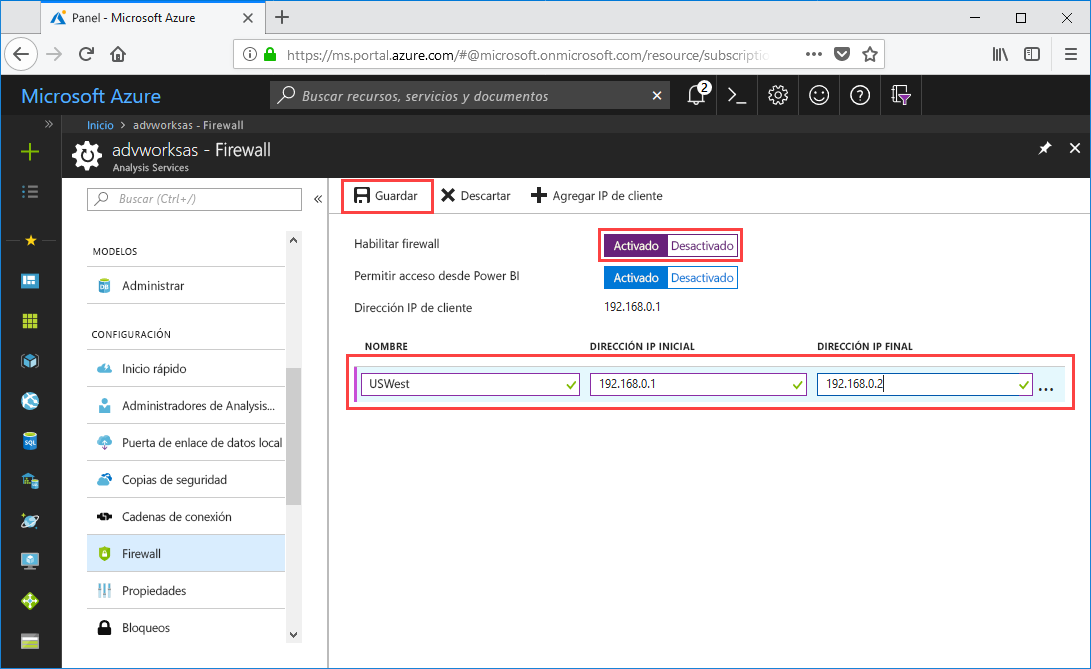 Panel - Microsoft Azure
https://ms.portal.azure.com/#@microsoft.onmicrosoft.com/resource/subscriptic
Microsoft Azure
Buscar recursos, servicios y documentos
2
Inicio > advworksas - Firewall
advworksas - Firewall
Analysis Services
Buscar (Ctrl+/)
MODELOS
Administrar
CONFIGURACIÓN
Inicio rápido
Administradores de Analysis...
Puerta de enlace de datos local
Copias de seguridad
Cadenas de conexión
Firewall
Propiedades
Bloqueos
Guardar Descartar Agregar IP de cliente
Habilitar firewall Activado Desactivado
Permitir acceso desde Power BI Activado Desactivado
Dirección IP de cliente 192.168.0.1
NOMBRE DIRECCIÓN IP INICIAL DIRECCIÓN IP FINAL
USWest 192.168.0.1 192.168.0.2 ...